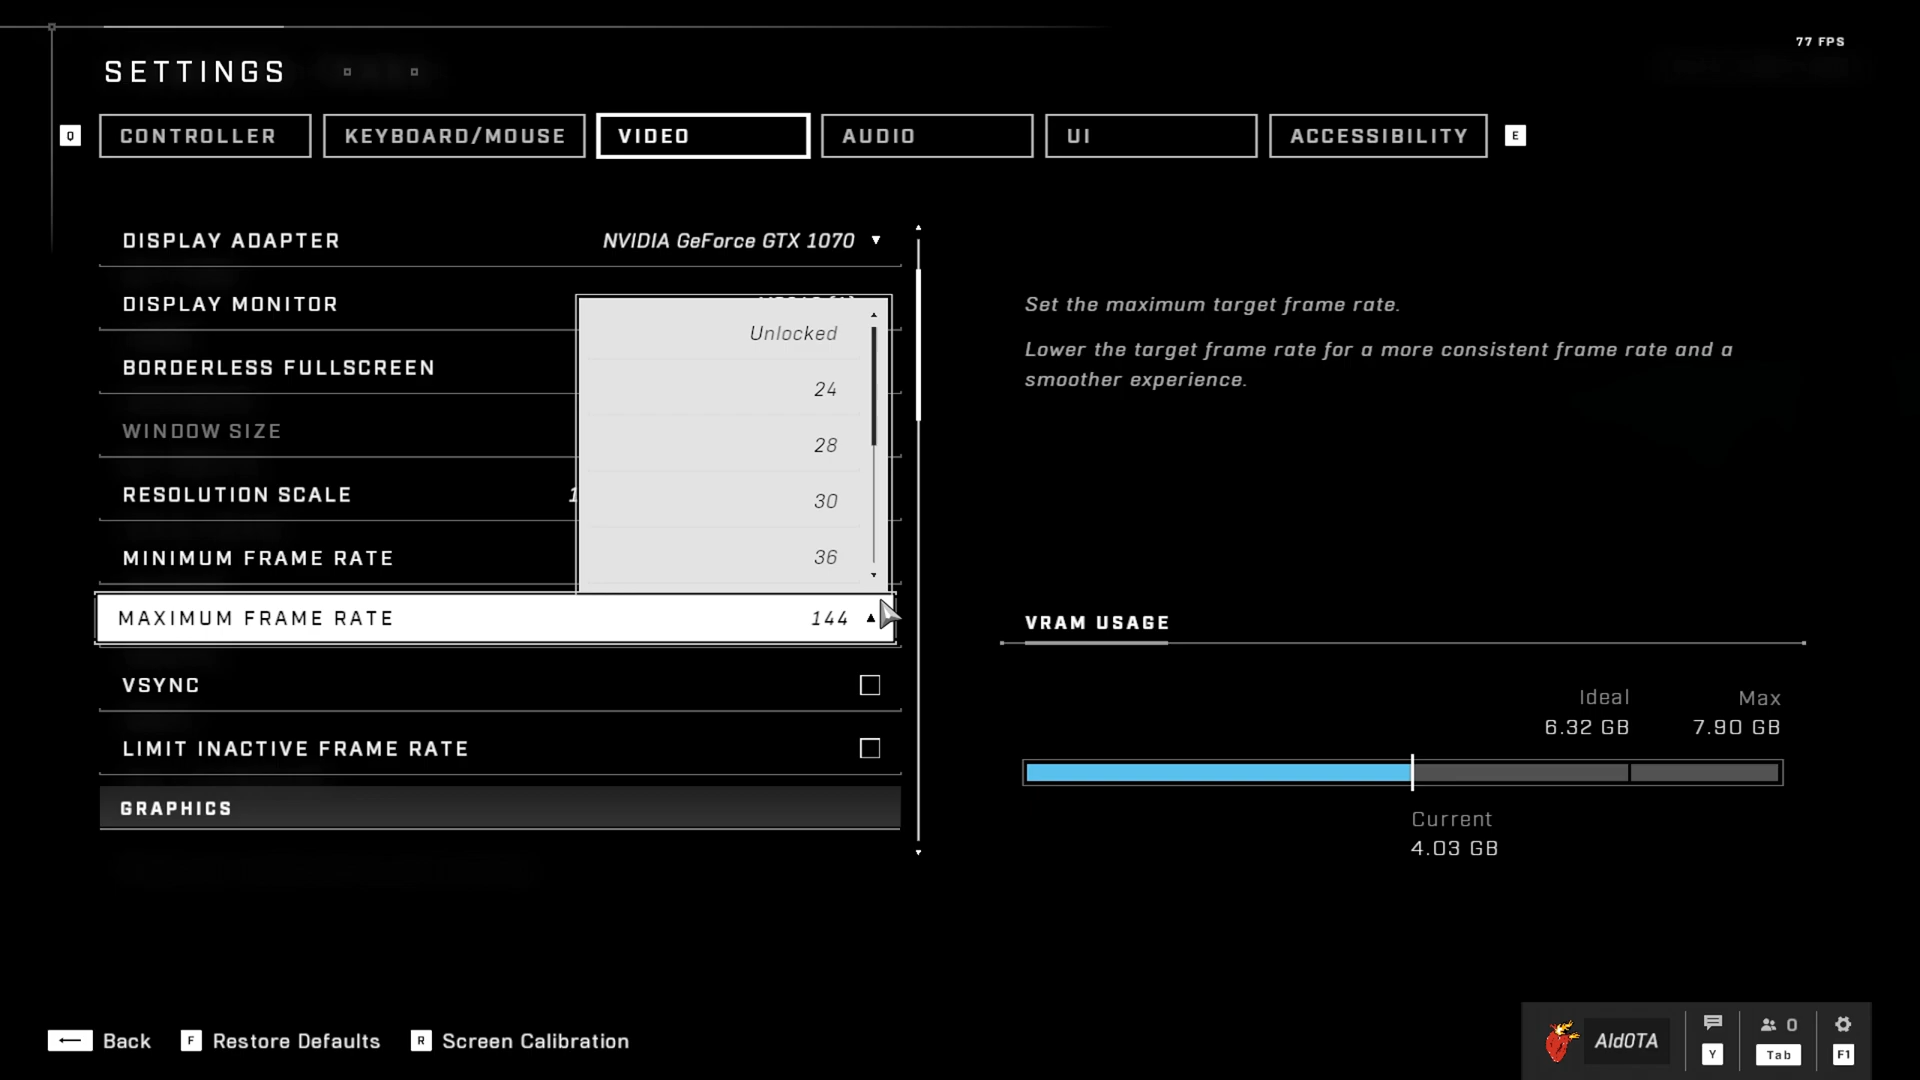 77 FPS
SETTINGS
Q
CONTROLLER
KEYBOARD/MOUSE
VIDEO
AUDIO
UI
ACCESSIBILITY
E
DISPLAY ADAPTER
NVIDIA GeForce GTX 1070
DISPLAY MONITOR
BORDERLESS FULLSCREEN
WINDOW SIZE
RESOLUTION SCALE
1
MINIMUM FRAME RATE
Unlocked
24
28
30
36
MAXIMUM FRAME RATE
144
VSYNC
LIMIT INACTIVE FRAME RATE
GRAPHICS
Set the maximum target frame rate.
Lower the target frame rate for a more consistent frame rate and a
smoother experience.
VRAM USAGE
Ideal
6.32 GB
Max
7.90 GB
Current
4.03 GB
Back
F
Restore Defaults
R
Screen Calibration
AldOTA
Y
0
Tab
F1